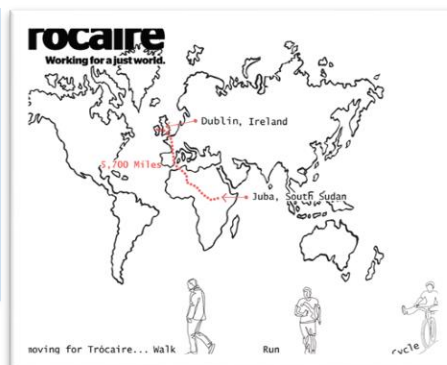 rocaire
Working for a just world.
Dublin, Ireland
5,700 Miles
Juba, South Sudan
moving for Trócaire... Walk
Run
cycle